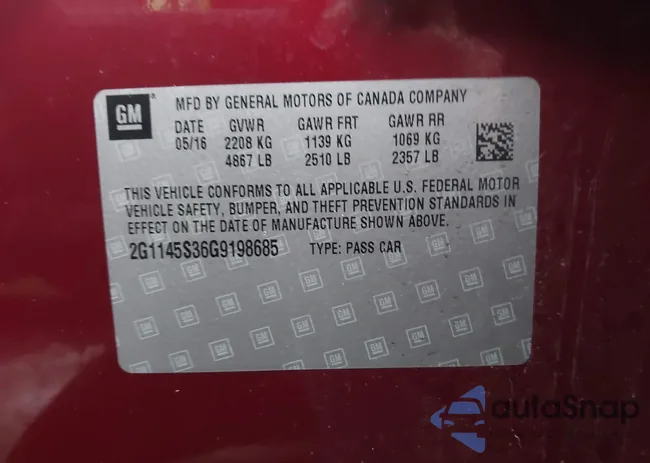 GM
MFD BY GENERAL MOTORS OF CANADA COMPANY
DATE GVWR GAWR FRT GAWR RR
05/16 2208 KG 1139 KG 1069 KG
4867 LB 2510 LB 2357 LB
THIS VEHICLE CONFORMS TO ALL APPLICABLE U.S. FEDERAL MOTOR
VEHICLE SAFETY, BUMPER, AND THEFT PREVENTION STANDARDS IN
EFFECT ON THE DATE OF MANUFACTURE SHOWN ABOVE.
2G1145S36G9198685 TYPE: PASS CAR
autoSnap